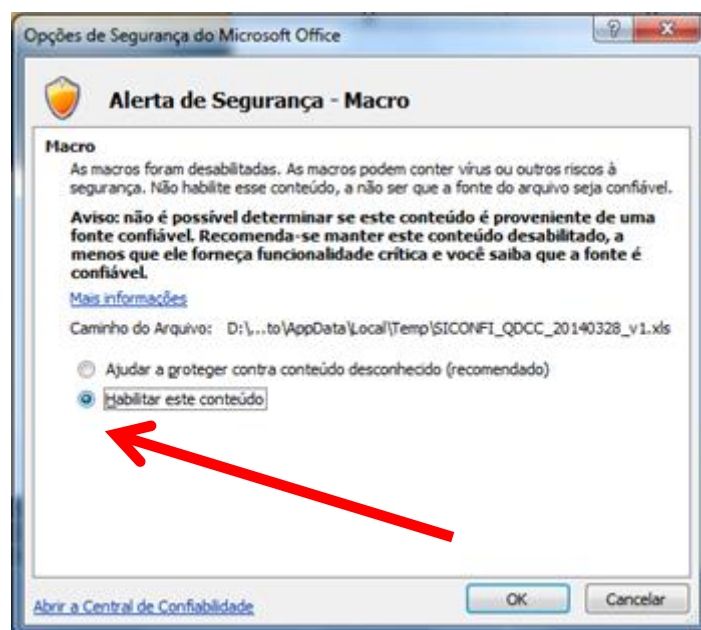 Opções de Segurança do Microsoft Office
Alerta de Segurança - Macro
Macro
As macros foram desabilitadas. As macros podem conter vírus ou outros riscos à
segurança. Não habilite esse conteúdo, a não ser que a fonte do arquivo seja confiável.
Aviso: não é possível determinar se este conteúdo é proveniente de uma
fonte confiável. Recomenda-se manter este conteúdo desabilitado, a
menos que ele forneça funcionalidade crítica e você saiba que a fonte é
confiável.
Mais informações
Caminho do Arquivo: D:\...to\AppData\Local\Temp\SICONFI_QDCC_20140328_v1.xls
Ajudar a proteger contra conteúdo desconhecido (recomendado)
Habilitar este conteúdo
Abrir a Central de Confiabilidade
OK
Cancelar